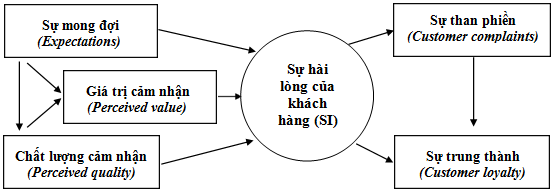 Sự mong đợi
(Expectations)
Giá trị cảm nhận
(Perceived value)
Chất lượng cảm nhận
(Perceived quality)
Sự hài
lòng của
khách
hàng (SI)
Sự than phiền
(Customer complaints)
Sự trung thành
(Customer loyalty)